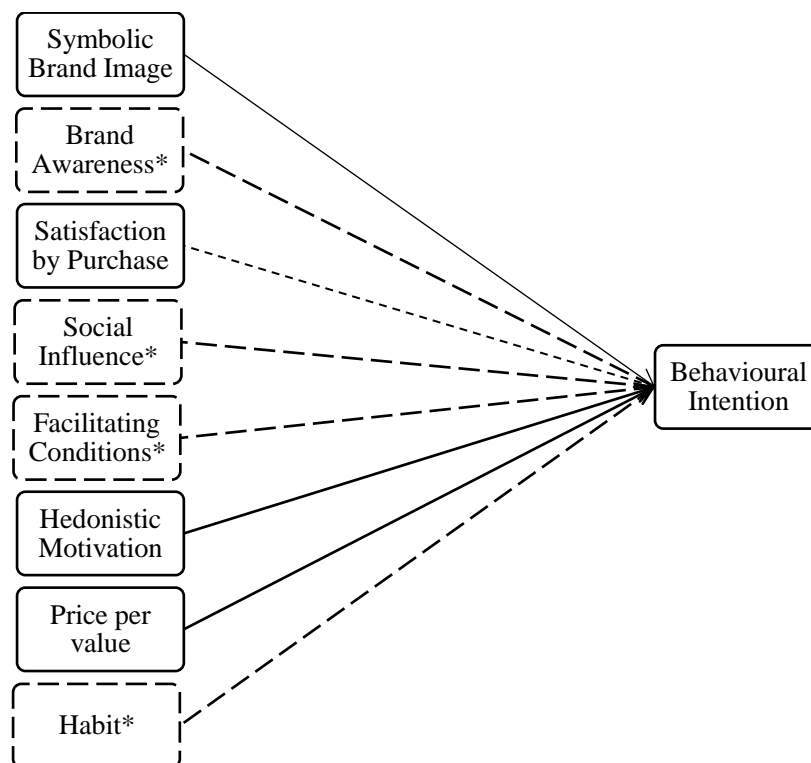 Symbolic
Brand Image
Brand
Awareness*
Satisfaction
by Purchase
Social
Influence*
Facilitating
Conditions*
Hedonistic
Motivation
Price per
value
Habit*
Behavioural
Intention